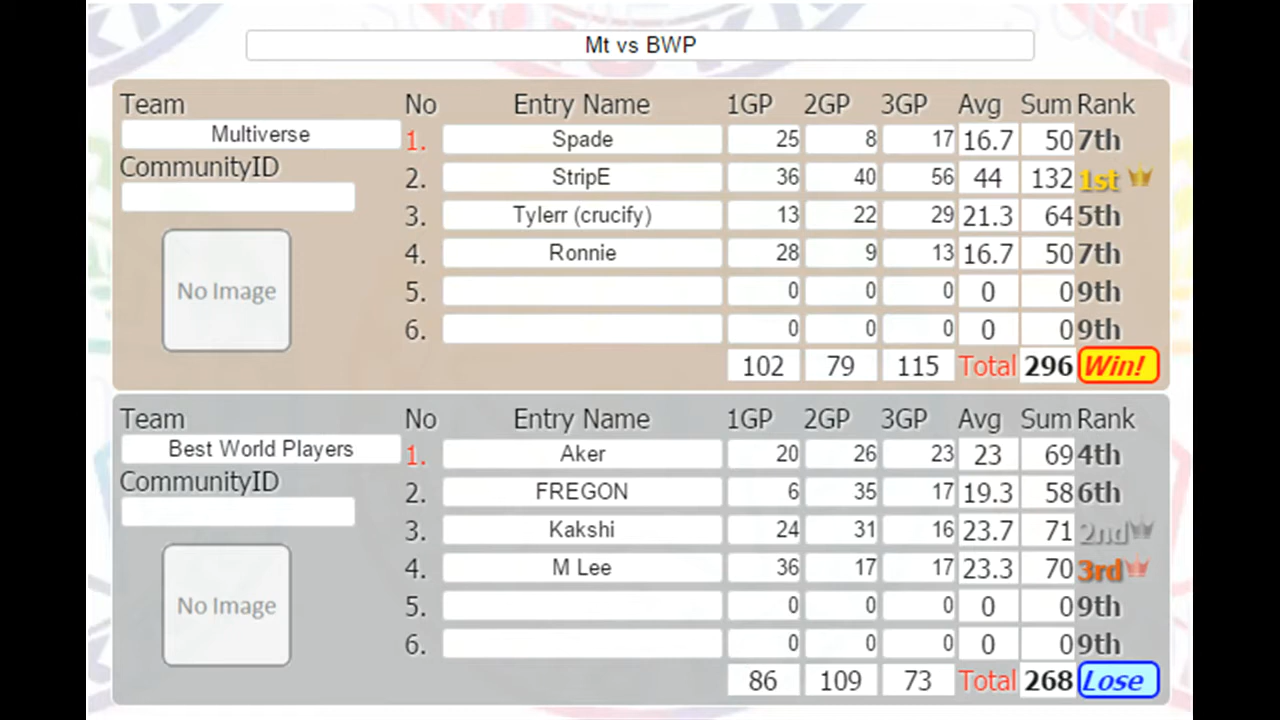 Mt vs BWP
Team No Entry Name 1GP 2GP 3GP Avg Sum Rank
Multiverse 1. Spade 25 8 17 16.7 50 7th
CommunityID 2. StripE 36 40 56 44 132 1st
3. Tylerr (crucify) 13 22 29 21.3 64 5th
4. Ronnie 28 9 13 16.7 50 7th
No Image 5. 0 0 0 0 0 9th
6. 0 0 0 0 0 9th
102 79 115 Total 296 Win!
Team No Entry Name 1GP 2GP 3GP Avg Sum Rank
Best World Players 1. Aker 20 26 23 23 69 4th
CommunityID 2. FREGON 6 35 17 19.3 58 6th
3. Kakshi 24 31 16 23.7 71 2nd
4. M Lee 36 17 17 23.3 70 3rd
No Image 5. 0 0 0 0 0 9th
6. 0 0 0 0 0 9th
86 109 73 Total 268 Lose